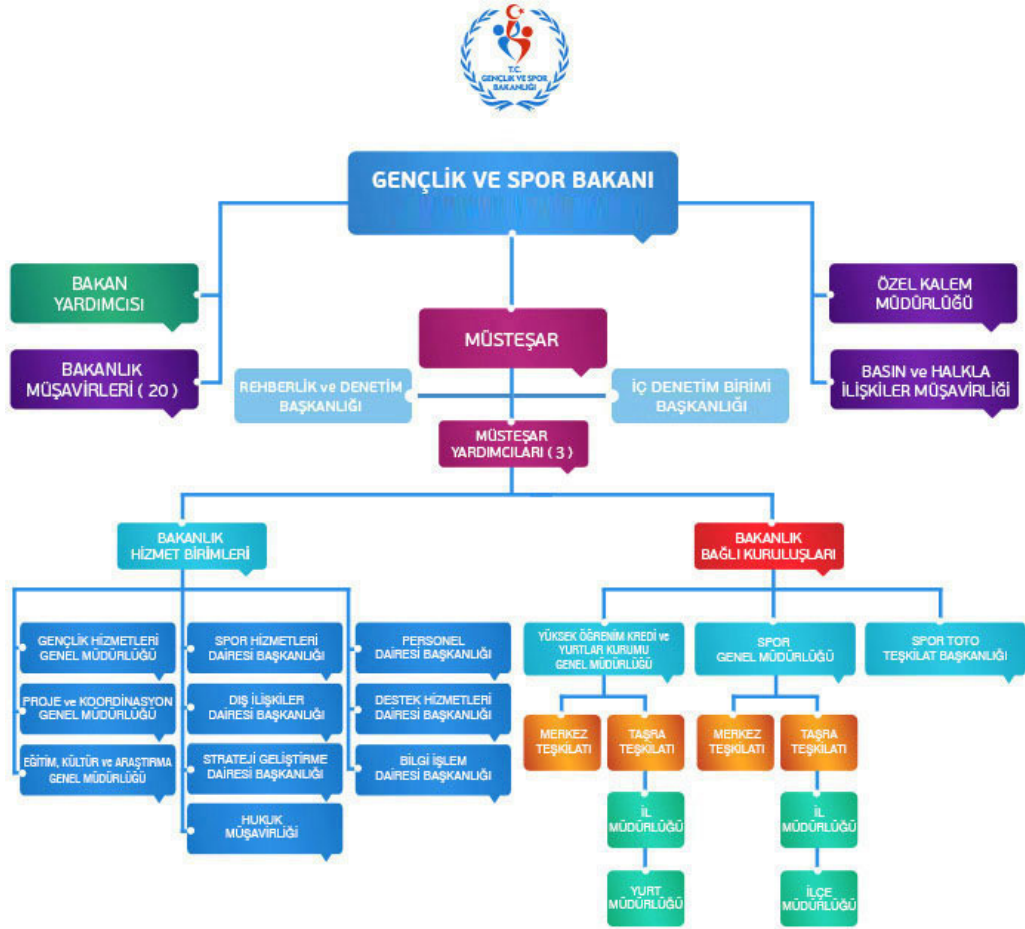 T.C.
GENÇLİK VE SPOR
BAKANLIĞI
GENÇLİK VE SPOR BAKANI
BAKAN
YARDIMCISI
ÖZEL KALEM
MÜDÜRLÜĞÜ
MÜSTEŞAR
BAKANLIK
MÜŞAVİRLERİ ( 20 )
BASIN ve HALKLA
İLİŞKİLER MÜŞAVİRLİĞİ
REHBERLİK ve DENETİM
BAŞKANLIĞI
İÇ DENETİM BİRİMİ
BAŞKANLIĞI
MÜSTEŞAR
YARDIMCILARI ( 3 )
BAKANLIK
HİZMET BİRİMLERİ
BAKANLIK
BAĞLI KURULUŞLARI
GENÇLİK HİZMETLERİ
GENEL MÜDÜRLÜĞÜ
SPOR HİZMETLERİ
DAİRESİ BAŞKANLIĞI
PERSONEL
DAİRESİ BAŞKANLIĞI
PROJE ve KOORDİNASYON
GENEL MÜDÜRLÜĞÜ
DIŞ İLİŞKİLER
DAİRESİ BAŞKANLIĞI
DESTEK HİZMETLERİ
DAİRESİ BAŞKANLIĞI
EĞİTİM, KÜLTÜR ve ARAŞTIRMA
GENEL MÜDÜRLÜĞÜ
STRATEJİ GELİŞTİRME
DAİRESİ BAŞKANLIĞI
BİLGİ İŞLEM
DAİRESİ BAŞKANLIĞI
HUKUK
MÜŞAVİRLİĞİ
YÜKSEK ÖĞRENİM KREDİ ve
YURTLAR KURUMU
GENEL MÜDÜRLÜĞÜ
SPOR
GENEL MÜDÜRLÜĞÜ
SPOR TOTO
TEŞKİLAT BAŞKANLIĞI
MERKEZ
TEŞKİLATI
TAŞRA
TEŞKİLATI
MERKEZ
TEŞKİLATI
TAŞRA
TEŞKİLATI
İL
MÜDÜRLÜĞÜ
İL
MÜDÜRLÜĞÜ
YURT
MÜDÜRLÜĞÜ
İLÇE
MÜDÜRLÜĞÜ